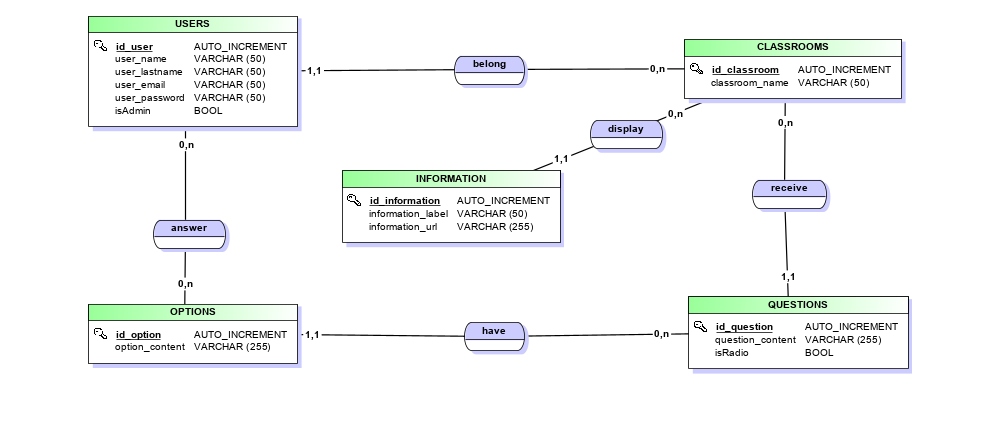 USERS
id_user AUTO_INCREMENT
user_name VARCHAR (50)
user_lastname VARCHAR (50)
user_email VARCHAR (50)
user_password VARCHAR (50)
isAdmin BOOL
1,1
belong
0,n
CLASSROOMS
id_classroom AUTO_INCREMENT
classroom_name VARCHAR (50)
0,n
display
1,1
INFORMATION
id_information AUTO_INCREMENT
information_label VARCHAR (50)
information_url VARCHAR (255)
0,n
receive
1,1
0,n
answer
0,n
OPTIONS
id_option AUTO_INCREMENT
option_content VARCHAR (255)
1,1
have
0,n
QUESTIONS
id_question AUTO_INCREMENT
question_content VARCHAR (255)
isRadio BOOL